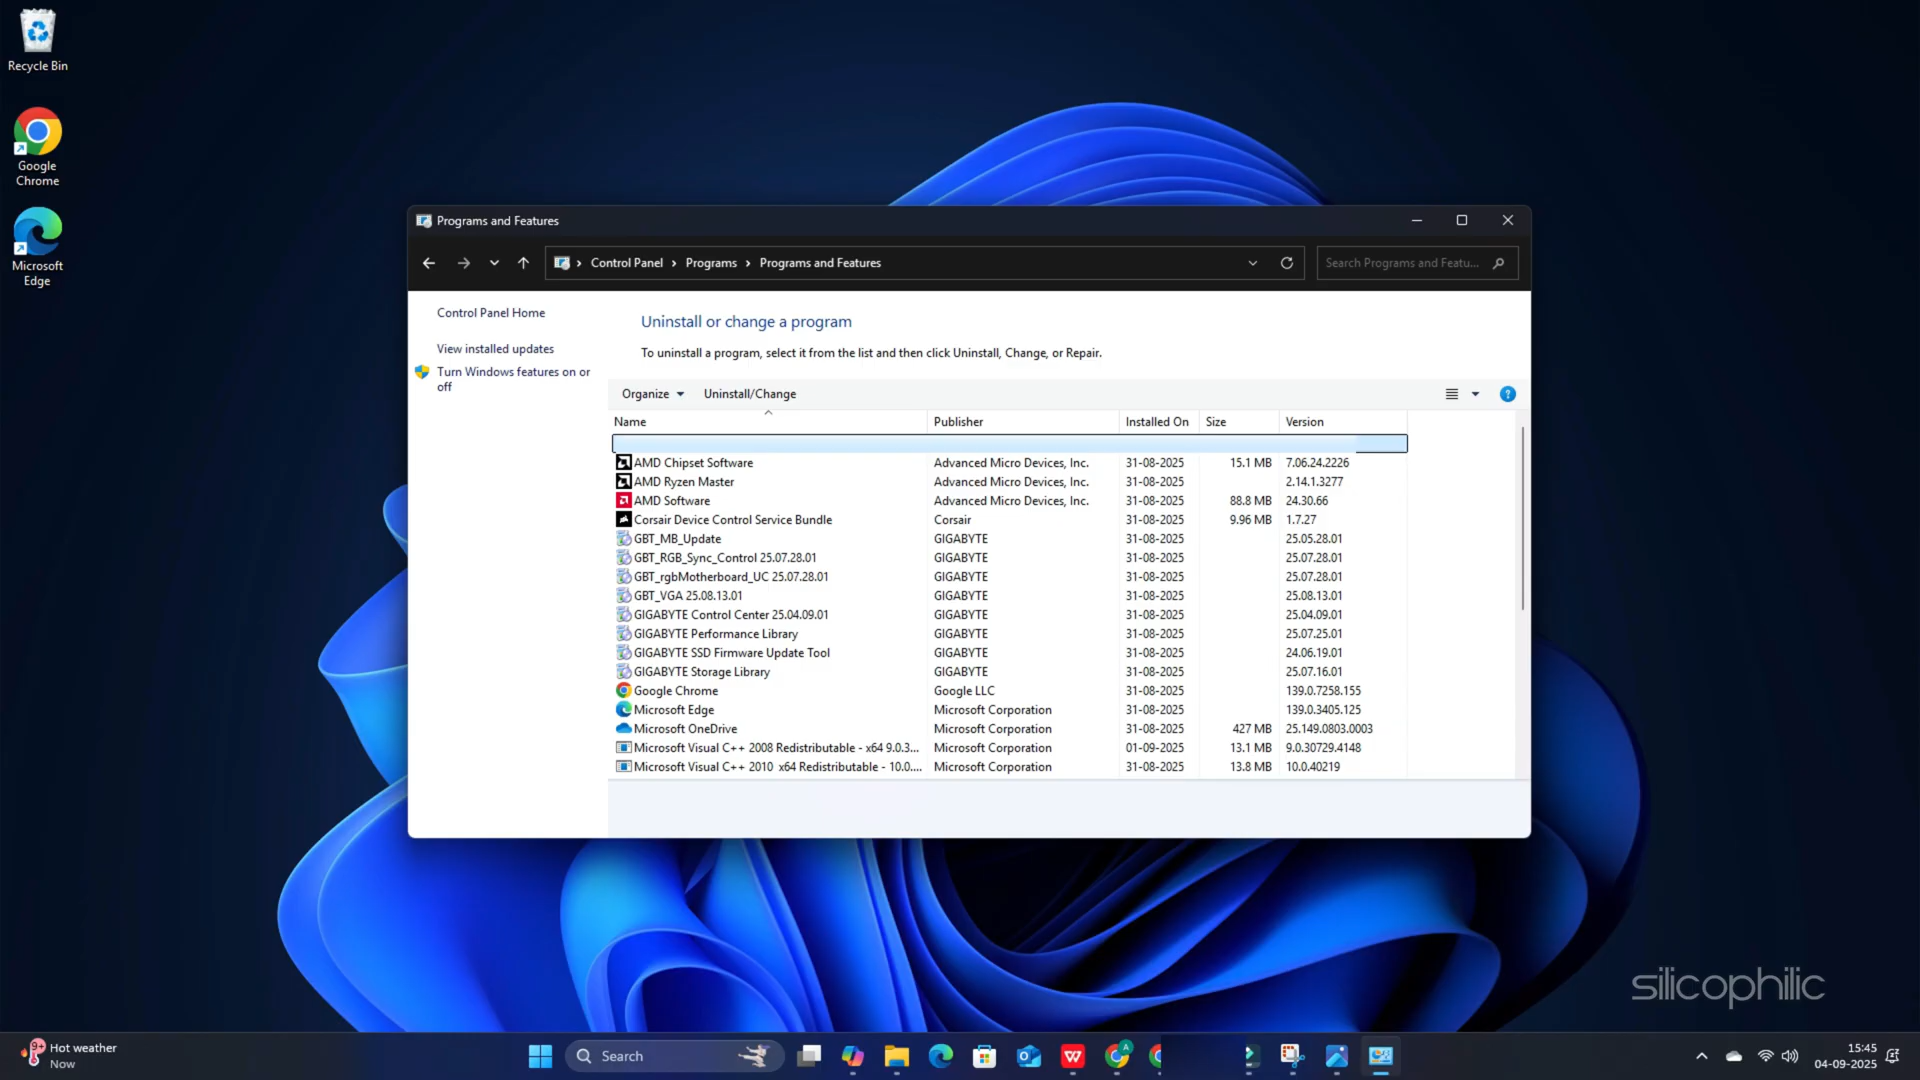 Recycle Bin
Google
Chrome
Microsoft
Edge
Programs and Features
Control Panel › Programs › Programs and Features
Search Programs and Featu...
Control Panel Home
View installed updates
Turn Windows features on or
off
Uninstall or change a program
To uninstall a program, select it from the list and then click Uninstall, Change, or Repair.
Organize Uninstall/Change
Name Publisher Installed On Size Version
AMD Chipset Software Advanced Micro Devices, Inc. 31-08-2025 15.1 MB 7.06.24.2226
AMD Ryzen Master Advanced Micro Devices, Inc. 31-08-2025 2.14.1.3277
AMD Software Advanced Micro Devices, Inc. 31-08-2025 88.8 MB 24.30.66
Corsair Device Control Service Bundle Corsair 31-08-2025 9.96 MB 1.7.27
GBT_MB_Update GIGABYTE 31-08-2025 25.05.28.01
GBT_RGB_Sync_Control 25.07.28.01 GIGABYTE 31-08-2025 25.07.28.01
GBT_rgbMotherboard_UC 25.07.28.01 GIGABYTE 31-08-2025 25.07.28.01
GBT_VGA 25.08.13.01 GIGABYTE 31-08-2025 25.08.13.01
GIGABYTE Control Center 25.04.09.01 GIGABYTE 31-08-2025 25.04.09.01
GIGABYTE Performance Library GIGABYTE 31-08-2025 25.07.25.01
GIGABYTE SSD Firmware Update Tool GIGABYTE 31-08-2025 24.06.19.01
GIGABYTE Storage Library GIGABYTE 31-08-2025 25.07.16.01
Google Chrome Google LLC 31-08-2025 139.0.7258.155
Microsoft Edge Microsoft Corporation 31-08-2025 139.0.3405.125
Microsoft OneDrive Microsoft Corporation 31-08-2025 427 MB 25.149.0803.0003
Microsoft Visual C++ 2008 Redistributable - x64 9.0.3... Microsoft Corporation 01-09-2025 13.1 MB 9.0.30729.4148
Microsoft Visual C++ 2010 x64 Redistributable - 10.0.... Microsoft Corporation 31-08-2025 13.8 MB 10.0.40219
silicophilic
9+ Hot weather
Now
Search
A
15:45
04-09-2025